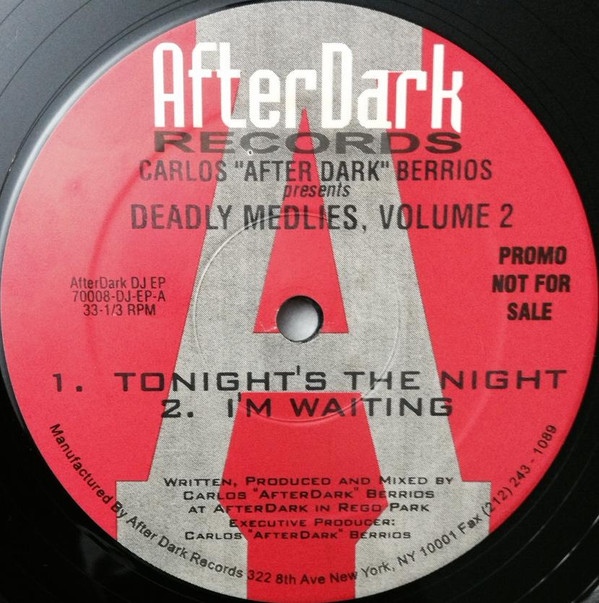 AfterDark
RECORDS
CARLOS "AFTER DARK" BERRIOS
presents
DEADLY MEDLIES, VOLUME 2
AfterDark DJ EP
70008-DJ-EP-A
33-1/3 RPM
PROMO
NOT FOR
SALE
1. TONIGHT'S THE NIGHT
2. I'M WAITING
WRITTEN, PRODUCED AND MIXED BY
CARLOS "AFTERDARK" BERRIOS
AT AFTERDARK IN REGO PARK
EXECUTIVE PRODUCER:
CARLOS "AFTERDARK" BERRIOS
Manufactured By After Dark Records 322 8th Ave New York, NY 10001 Fax (212) 243 - 1089